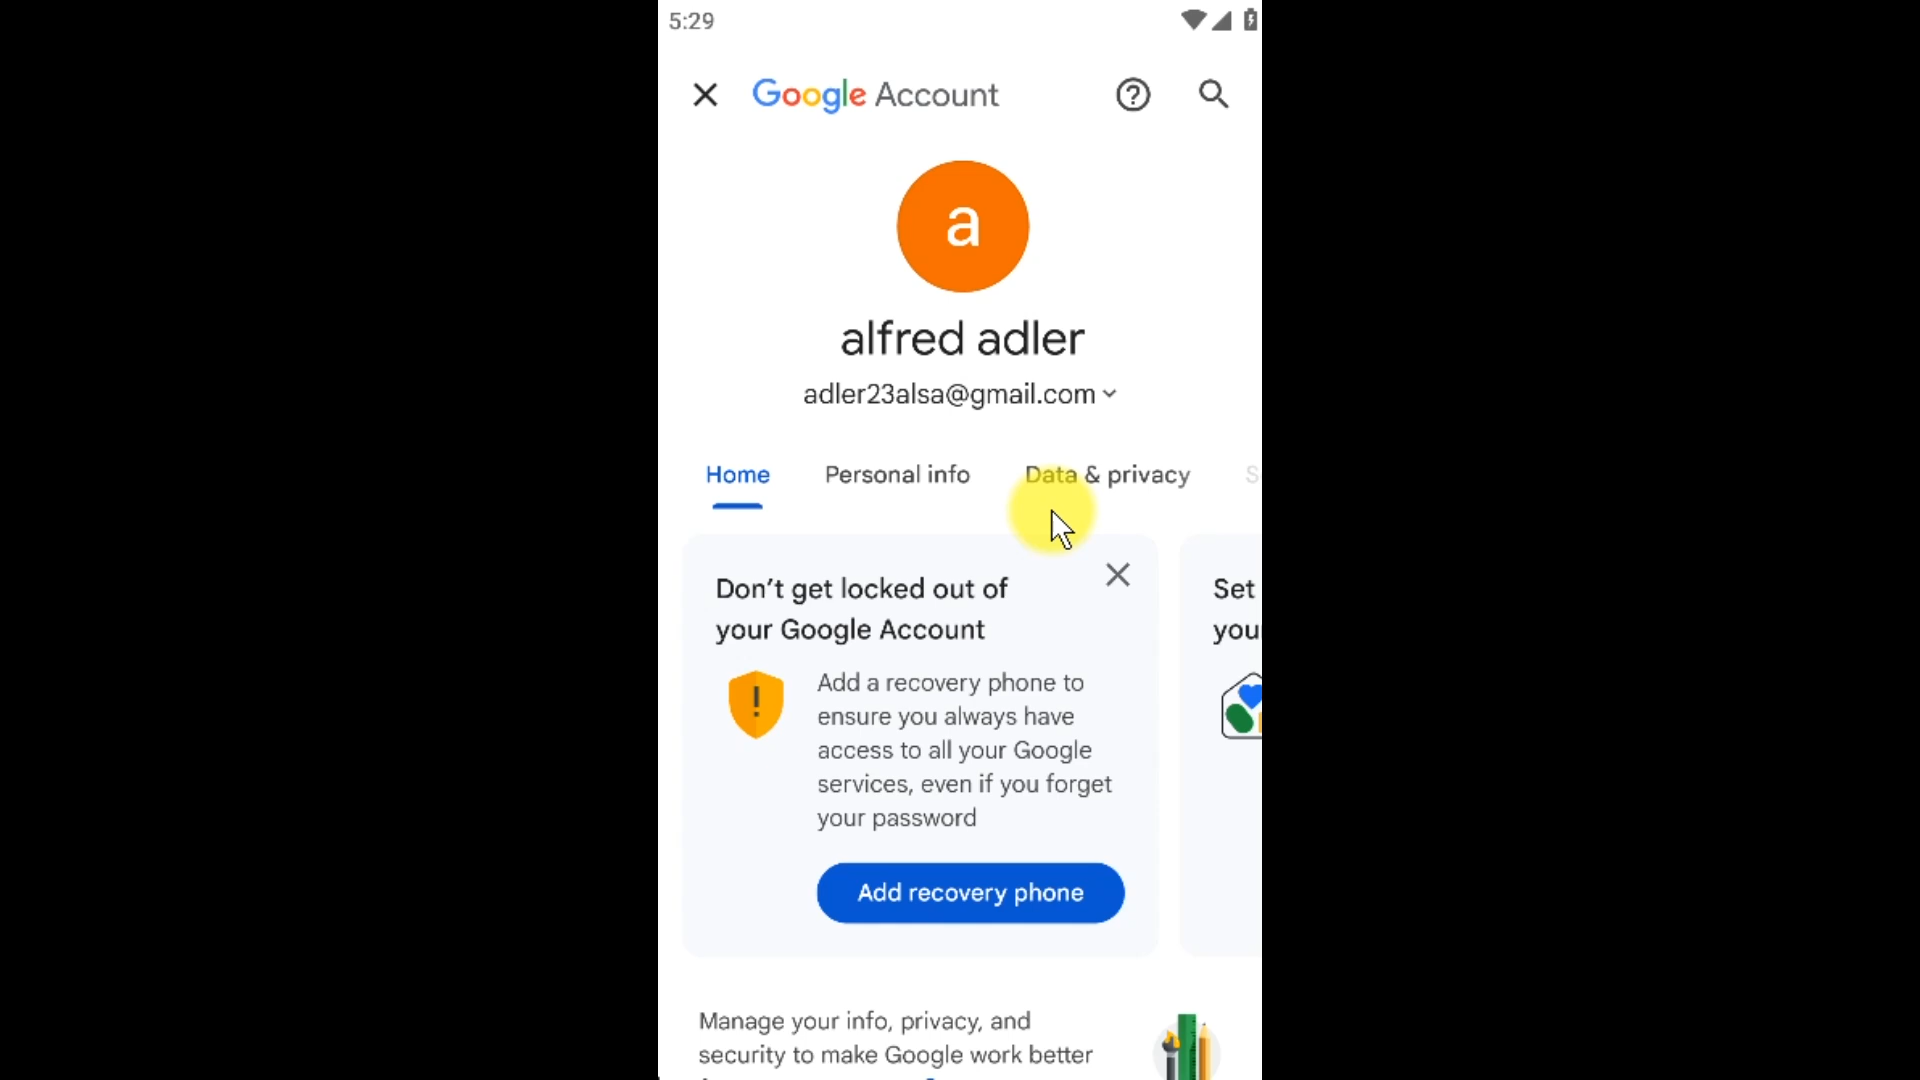 5:29
Google Account
a
alfred adler
adler23alsa@gmail.com
Home Personal info Data & privacy S
Don't get locked out of
your Google Account
Add a recovery phone to
ensure you always have
access to all your Google
services, even if you forget
your password
Add recovery phone
Set
you
Manage your info, privacy, and
security to make Google work better